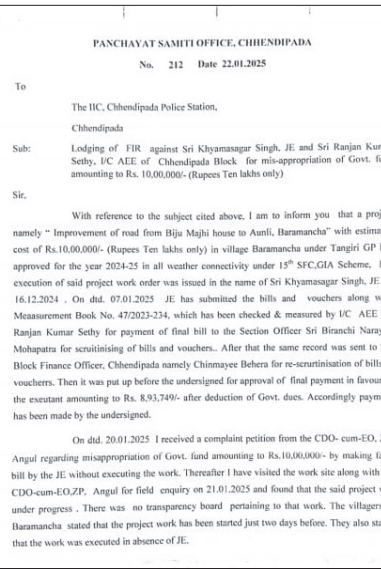 PANCHAYAT SAMITI OFFICE, CHHENDIPADA
No. 212 Date 22.01.2025
To
The IIC, Chhendipada Police Station,
Chhendipada
Sub: Lodging of FIR against Sri Khyamasagar Singh, JE and Sri Ranjan Kum
Sethy, I/C AEE of Chhendipada Block for mis-appropriation of Govt. fu
amounting to Rs. 10,00,000/- (Rupees Ten lakhs only)
Sir,
With reference to the subject cited above, I am to inform you that a proj
namely “ Improvement of road from Biju Majhi house to Aunli, Baramancha” with estimat
cost of Rs.10,00,000/- (Rupees Ten lakhs only) in village Baramancha under Tangiri GP
approved for the year 2024-25 in all weather connectivity under 15th SFC,GIA Scheme,
execution of said project work order was issued in the name of Sri Khyamasagar Singh, JE
16.12.2024 . On dtd. 07.01.2025 JE has submitted the bills and vouchers along w
Meaasurement Book No. 47/2023-234, which has been checked & measured by I/C AEE
Ranjan Kumar Sethy for payment of final bill to the Section Officer Sri Biranchi Naray
Mohapatra for scruitinising of bills and vouchers.. After that the same record was sent to
Block Finance Officer, Chhendipada namely Chinmayee Behera for re-scrurtinisation of bills
voucherrs. Then it was put up before the undersigned for approval of final payment in favour
the exutant amounting to Rs. 8,93,749/- after deduction of Govt. dues. Accordingly paymen
has been made by the undersigned.
On dtd. 20.01.2025 I received a complaint petition from the CDO- cum-EO,
Angul regarding misappropriation of Govt. fund amounting to Rs.10,00,000/- by making fa
bill by the JE without executing the work. Thereafter I have visited the work site along with
CDO-cum-EO,ZP, Angul for field enquiry on 21.01.2025 and found that the said project
under progress . There was no transparency board pertaining to that work. The villagers
Baramancha stated that the project work has been started just two days before. They also sta
that the work was executed in absence of JE.